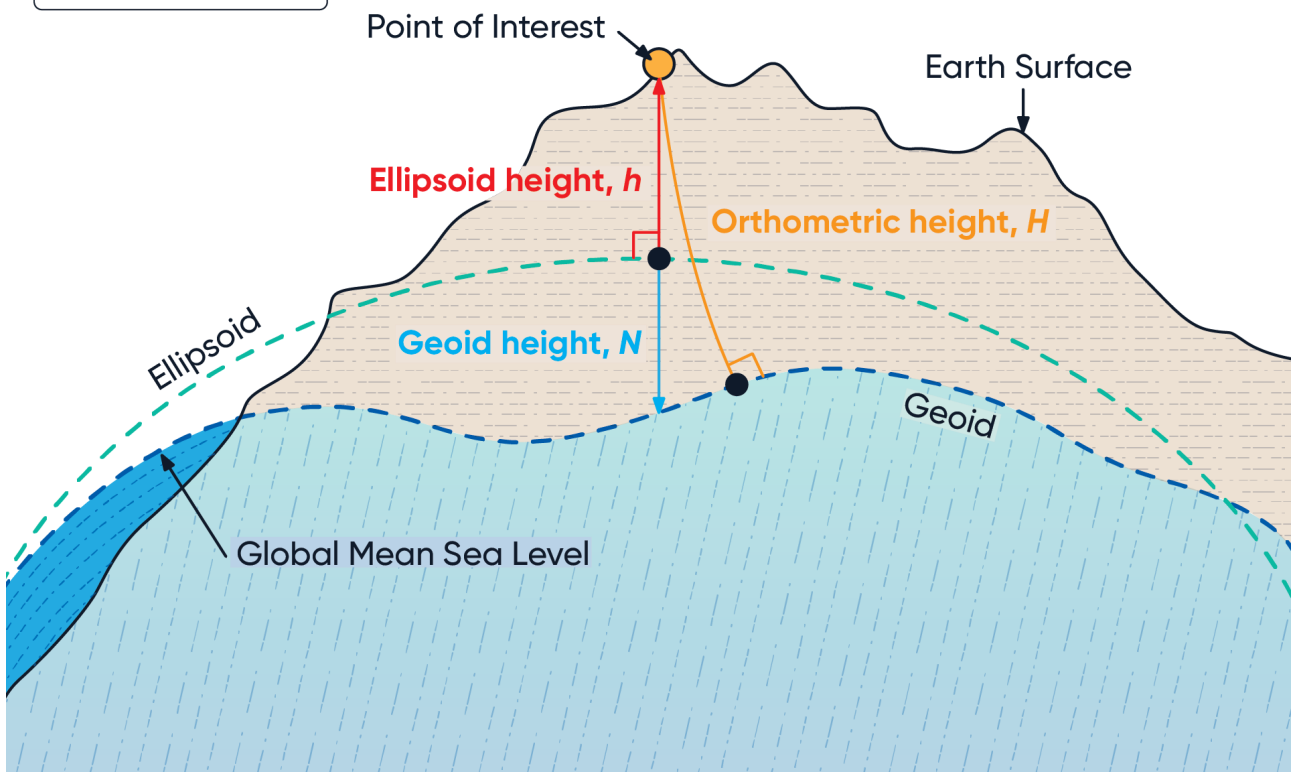 Point of Interest
Earth Surface
Ellipsoid height, h
Orthometric height, H
Ellipsoid
Geoid height, N
Geoid
Global Mean Sea Level